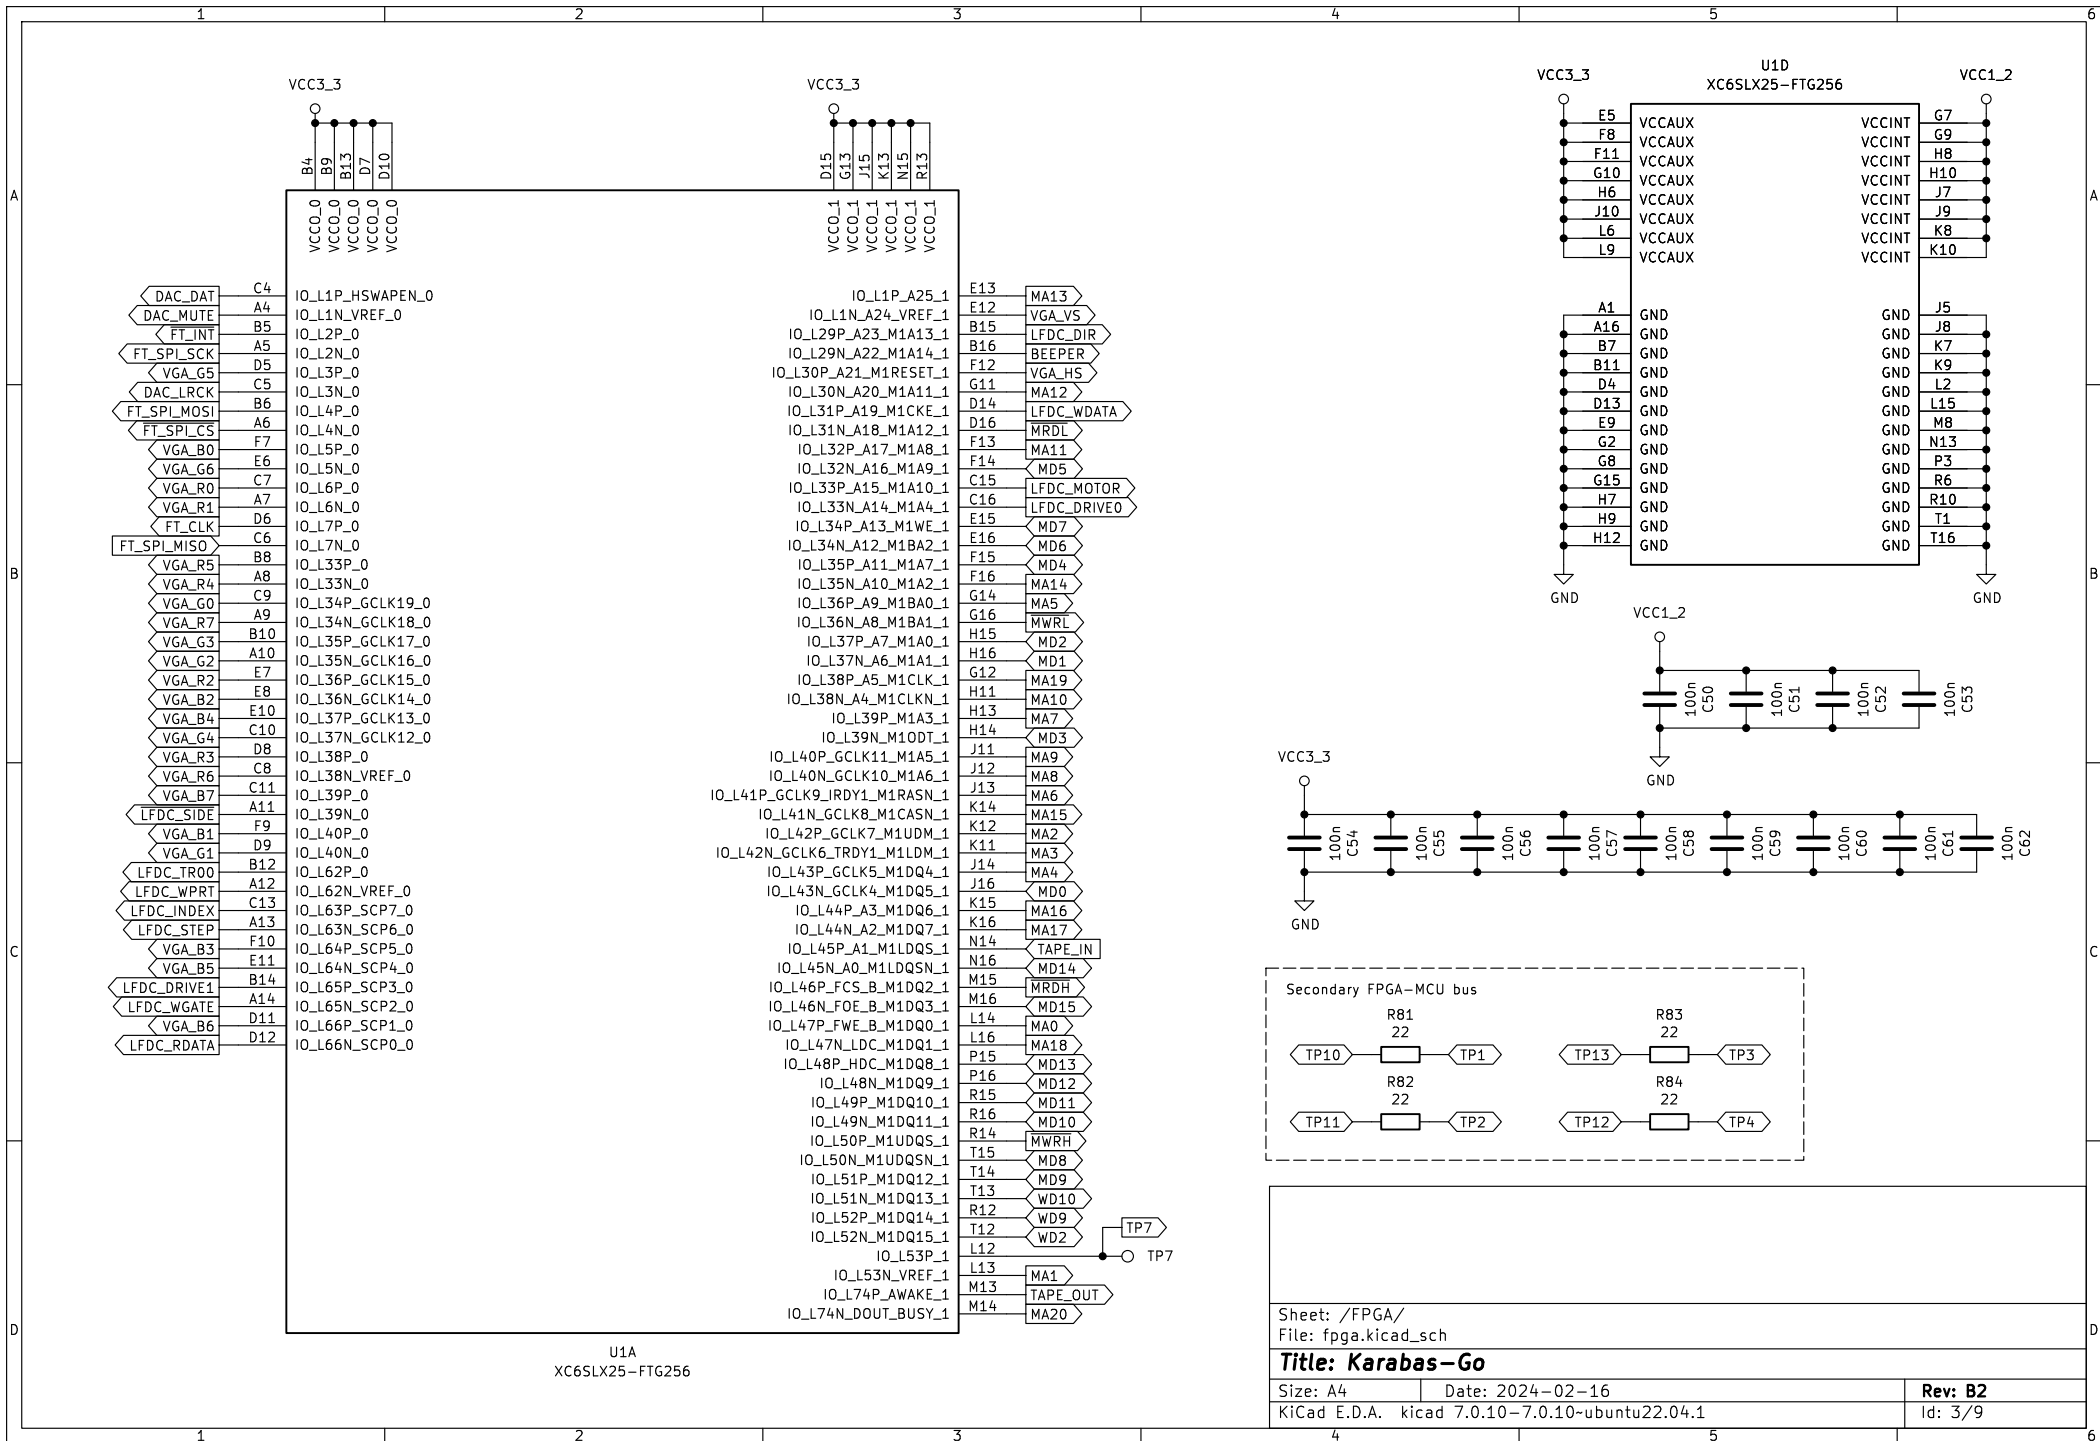 1 2 3 4 5 6
VCC3_3 VCC3_3
B4 B9 B13 D7 D10
D15 G13 J15 K13 N15 R13
VCCO_0 VCCO_0 VCCO_0 VCCO_0 VCCO_0
VCCO_1 VCCO_1 VCCO_1 VCCO_1 VCCO_1 VCCO_1
DAC_DAT C4 IO_L1P_HSWAPEN_0
DAC_MUTE A4 IO_L1N_VREF_0
FT_INT B5 IO_L2P_0
FT_SPI_SCK A5 IO_L2N_0
VGA_G5 D5 IO_L3P_0
DAC_LRCK C5 IO_L3N_0
FT_SPI_MOSI B6 IO_L4P_0
FT_SPI_CS A6 IO_L4N_0
VGA_B0 F7 IO_L5P_0
VGA_G6 E6 IO_L5N_0
VGA_R0 C7 IO_L6P_0
VGA_R1 A7 IO_L6N_0
FT_CLK D6 IO_L7P_0
FT_SPI_MISO C6 IO_L7N_0
VGA_R5 B8 IO_L33P_0
VGA_R4 A8 IO_L33N_0
VGA_G0 C9 IO_L34P_GCLK19_0
VGA_R7 A9 IO_L34N_GCLK18_0
VGA_G3 B10 IO_L35P_GCLK17_0
VGA_G2 A10 IO_L35N_GCLK16_0
VGA_R2 E7 IO_L36P_GCLK15_0
VGA_B2 E8 IO_L36N_GCLK14_0
VGA_B4 E10 IO_L37P_GCLK13_0
VGA_G4 C10 IO_L37N_GCLK12_0
VGA_R3 D8 IO_L38P_0
VGA_R6 C8 IO_L38N_VREF_0
VGA_B7 C11 IO_L39P_0
LFDC_SIDE A11 IO_L39N_0
VGA_B1 F9 IO_L40P_0
VGA_G1 D9 IO_L40N_0
LFDC_TR00 B12 IO_L62P_0
LFDC_WPRT A12 IO_L62N_VREF_0
LFDC_INDEX C13 IO_L63P_SCP7_0
LFDC_STEP A13 IO_L63N_SCP6_0
VGA_B3 F10 IO_L64P_SCP5_0
VGA_B5 E11 IO_L64N_SCP4_0
LFDC_DRIVE1 B14 IO_L65P_SCP3_0
LFDC_WGATE A14 IO_L65N_SCP2_0
VGA_B6 D11 IO_L66P_SCP1_0
LFDC_RDATA D12 IO_L66N_SCP0_0
IO_L1P_A25_1 E13 MA13
IO_L1N_A24_VREF_1 E12 VGA_VS
IO_L29P_A23_M1A13_1 B15 LFDC_DIR
IO_L29N_A22_M1A14_1 B16 BEEPER
IO_L30P_A21_M1RESET_1 F12 VGA_HS
IO_L30N_A20_M1A11_1 G11 MA12
IO_L31P_A19_M1CKE_1 D14 LFDC_WDATA
IO_L31N_A18_M1A12_1 D16 MRDL
IO_L32P_A17_M1A8_1 F13 MA11
IO_L32N_A16_M1A9_1 F14 MD5
IO_L33P_A15_M1A10_1 C15 LFDC_MOTOR
IO_L33N_A14_M1A4_1 C16 LFDC_DRIVE0
IO_L34P_A13_M1WE_1 E15 MD7
IO_L34N_A12_M1BA2_1 E16 MD6
IO_L35P_A11_M1A7_1 F15 MD4
IO_L35N_A10_M1A2_1 F16 MA14
IO_L36P_A9_M1BA0_1 G14 MA5
IO_L36N_A8_M1BA1_1 G16 MWRL
IO_L37P_A7_M1A0_1 H15 MD2
IO_L37N_A6_M1A1_1 H16 MD1
IO_L38P_A5_M1CLK_1 G12 MA19
IO_L38N_A4_M1CLKN_1 H11 MA10
IO_L39P_M1A3_1 H13 MA7
IO_L39N_M1ODT_1 H14 MD3
IO_L40P_GCLK11_M1A5_1 J11 MA9
IO_L40N_GCLK10_M1A6_1 J12 MA8
IO_L41P_GCLK9_IRDY1_M1RASN_1 J13 MA6
IO_L41N_GCLK8_M1CASN_1 K14 MA15
IO_L42P_GCLK7_M1UDM_1 K12 MA2
IO_L42N_GCLK6_TRDY1_M1LDM_1 K11 MA3
IO_L43P_GCLK5_M1DQ4_1 J14 MA4
IO_L43N_GCLK4_M1DQ5_1 J16 MD0
IO_L44P_A3_M1DQ6_1 K15 MA16
IO_L44N_A2_M1DQ7_1 K16 MA17
IO_L45P_A1_M1LDQS_1 N14 TAPE_IN
IO_L45N_A0_M1LDQSN_1 N16 MD14
IO_L46P_FCS_B_M1DQ2_1 M15 MRDH
IO_L46N_FOE_B_M1DQ3_1 M16 MD15
IO_L47P_FWE_B_M1DQ0_1 L14 MA0
IO_L47N_LDC_M1DQ1_1 L16 MA18
IO_L48P_HDC_M1DQ8_1 P15 MD13
IO_L48N_M1DQ9_1 P16 MD12
IO_L49P_M1DQ10_1 R15 MD11
IO_L49N_M1DQ11_1 R16 MD10
IO_L50P_M1UDQS_1 R14 MWRH
IO_L50N_M1UDQSN_1 T15 MD8
IO_L51P_M1DQ12_1 T14 MD9
IO_L51N_M1DQ13_1 T13 WD10
IO_L52P_M1DQ14_1 R12 WD9
IO_L52N_M1DQ15_1 T12 WD2
TP7
IO_L53P_1 L12 TP7
IO_L53N_VREF_1 L13 MA1
IO_L74P_AWAKE_1 M13 TAPE_OUT
IO_L74N_DOUT_BUSY_1 M14 MA20
U1A
XC6SLX25-FTG256
U1D
XC6SLX25-FTG256
VCC3_3 VCC1_2
E5 VCCAUX VCCINT G7
F8 VCCAUX VCCINT G9
F11 VCCAUX VCCINT H8
G10 VCCAUX VCCINT H10
H6 VCCAUX VCCINT J7
J10 VCCAUX VCCINT J9
L6 VCCAUX VCCINT K8
L9 VCCAUX VCCINT K10
A1 GND GND J5
A16 GND GND J8
B7 GND GND K7
B11 GND GND K9
D4 GND GND L2
D13 GND GND L15
E9 GND GND M8
G2 GND GND N13
G8 GND GND P3
G15 GND GND R6
H7 GND GND R10
H9 GND GND T1
H12 GND GND T16
GND GND
VCC1_2
100n C50 100n C51 100n C52 100n C53
GND
VCC3_3
100n C54 100n C55 100n C56 100n C57 100n C58 100n C59 100n C60 100n C61 100n C62
GND
Secondary FPGA-MCU bus
R81 R83
22 22
TP10 TP1 TP13 TP3
R82 R84
22 22
TP11 TP2 TP12 TP4
A A
B B
C C
D D
Sheet: /FPGA/
File: fpga.kicad_sch
Title: Karabas-Go
Size: A4 Date: 2024-02-16 Rev: B2
KiCad E.D.A. kicad 7.0.10-7.0.10~ubuntu22.04.1 Id: 3/9
1 2 3 4 5 6